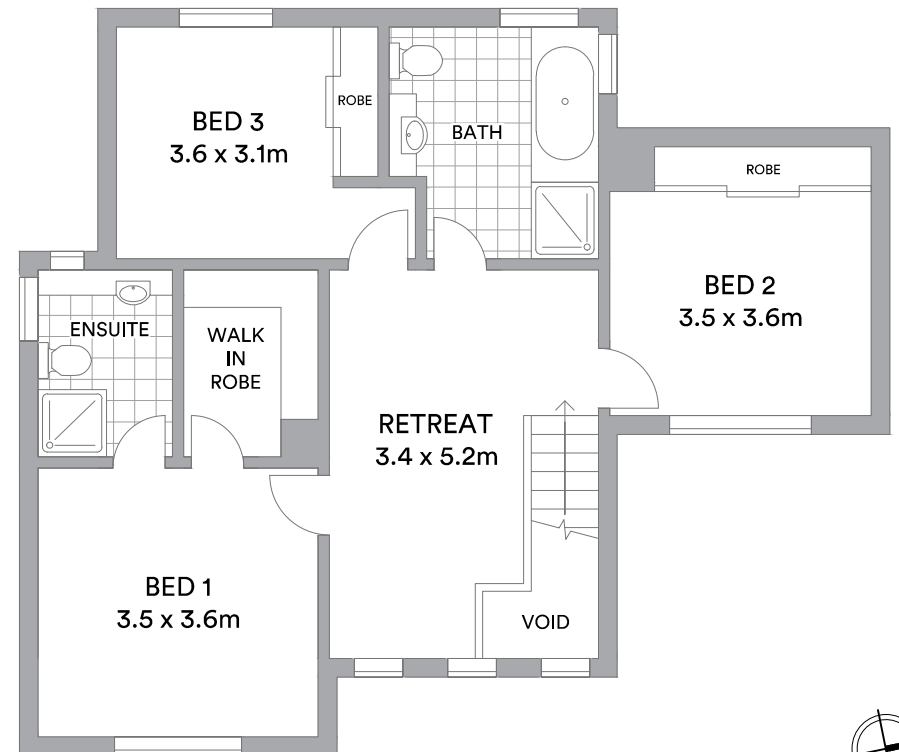 BED 3
3.6 x 3.1m
ROBE
BATH
ROBE
BED 2
3.5 x 3.6m
ENSUITE
WALK
IN
ROBE
RETREAT
3.4 x 5.2m
BED 1
3.5 x 3.6m
VOID